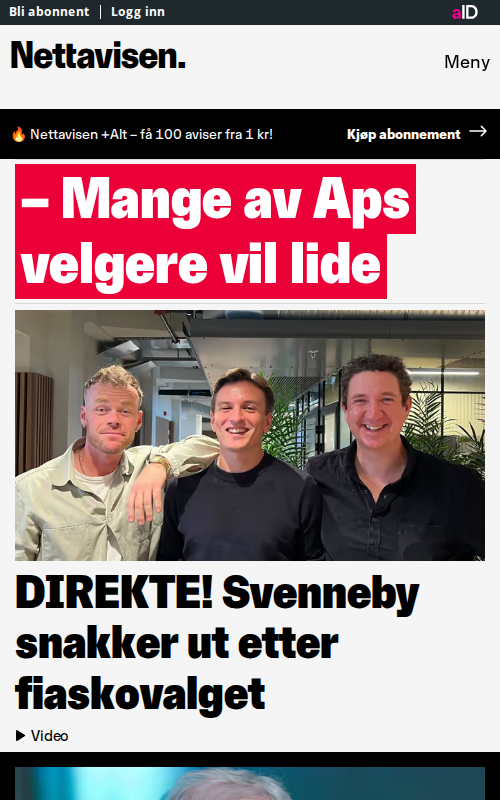 Bli abonnent | Logg inn
aID
Nettavisen.
Meny
🔥 Nettavisen +Alt – få 100 aviser fra 1 kr!
Kjøp abonnement →
– Mange av Aps
velgere vil lide
DIREKTE! Svenneby
snakker ut etter
fiaskovalget
Video